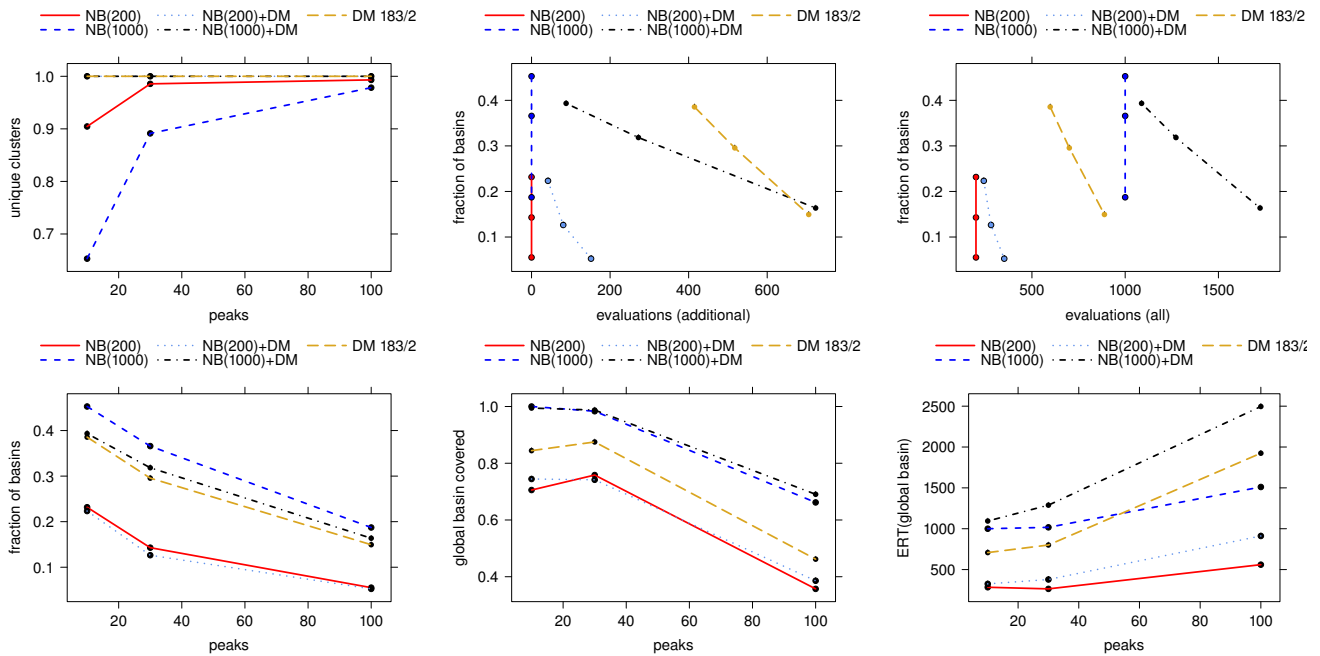 NB(200) NB(200)+DM DM 183/2
NB(1000) NB(1000)+DM
unique clusters
1.0
0.9
0.8
0.7
20 40 60 80 100
peaks
NB(200) NB(200)+DM DM 183/2
NB(1000) NB(1000)+DM
fraction of basins
0.4
0.3
0.2
0.1
0 200 400 600
evaluations (additional)
NB(200) NB(200)+DM DM 183/2
NB(1000) NB(1000)+DM
fraction of basins
0.4
0.3
0.2
0.1
500 1000 1500
evaluations (all)
NB(200) NB(200)+DM DM 183/2
NB(1000) NB(1000)+DM
fraction of basins
0.4
0.3
0.2
0.1
20 40 60 80 100
peaks
NB(200) NB(200)+DM DM 183/2
NB(1000) NB(1000)+DM
global basin covered
1.0
0.8
0.6
0.4
20 40 60 80 100
peaks
NB(200) NB(200)+DM DM 183/2
NB(1000) NB(1000)+DM
ERT(global basin)
2500
2000
1500
1000
500
20 40 60 80 100
peaks